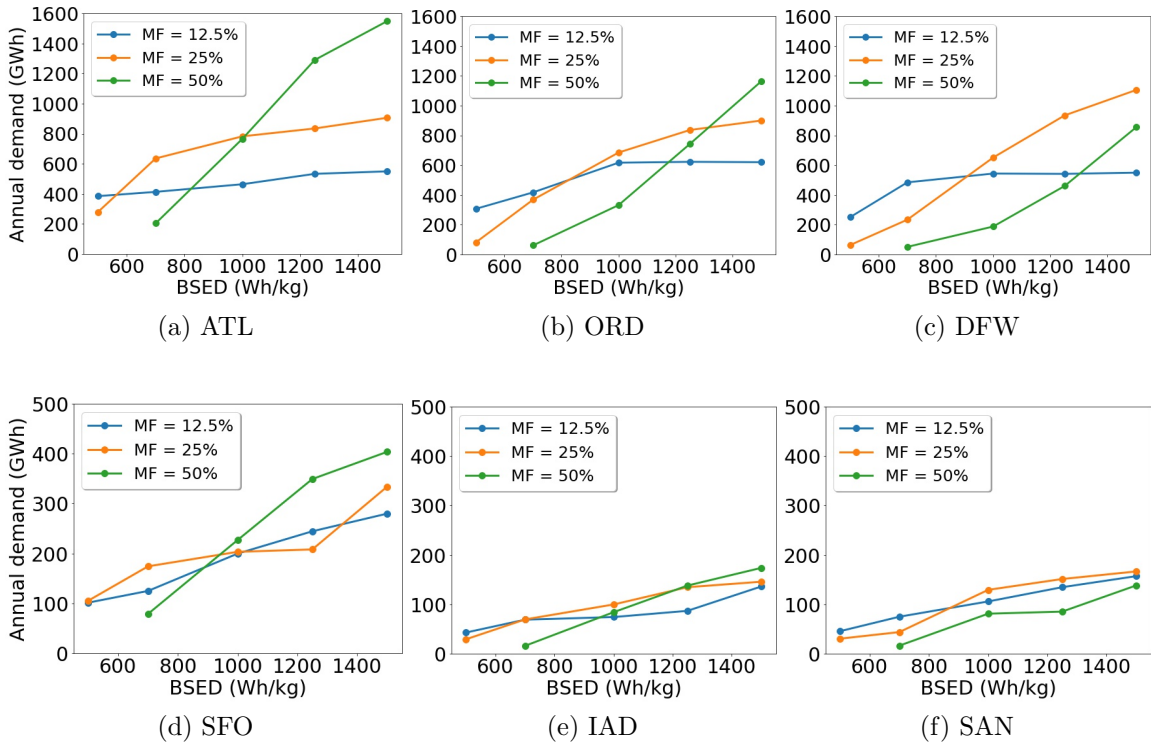 1600
1400
1200
1000
800
600
400
200
0
Annual demand (GWh)
MF = 12.5%
MF = 25%
MF = 50%
600 800 1000 1200 1400
BSED (Wh/kg)
(a) ATL
1600
1400
1200
1000
800
600
400
200
0
MF = 12.5%
MF = 25%
MF = 50%
600 800 1000 1200 1400
BSED (Wh/kg)
(b) ORD
1600
1400
1200
1000
800
600
400
200
0
MF = 12.5%
MF = 25%
MF = 50%
600 800 1000 1200 1400
BSED (Wh/kg)
(c) DFW
500
400
300
200
100
0
Annual demand (GWh)
MF = 12.5%
MF = 25%
MF = 50%
600 800 1000 1200 1400
BSED (Wh/kg)
(d) SFO
500
400
300
200
100
0
MF = 12.5%
MF = 25%
MF = 50%
600 800 1000 1200 1400
BSED (Wh/kg)
(e) IAD
500
400
300
200
100
0
MF = 12.5%
MF = 25%
MF = 50%
600 800 1000 1200 1400
BSED (Wh/kg)
(f) SAN